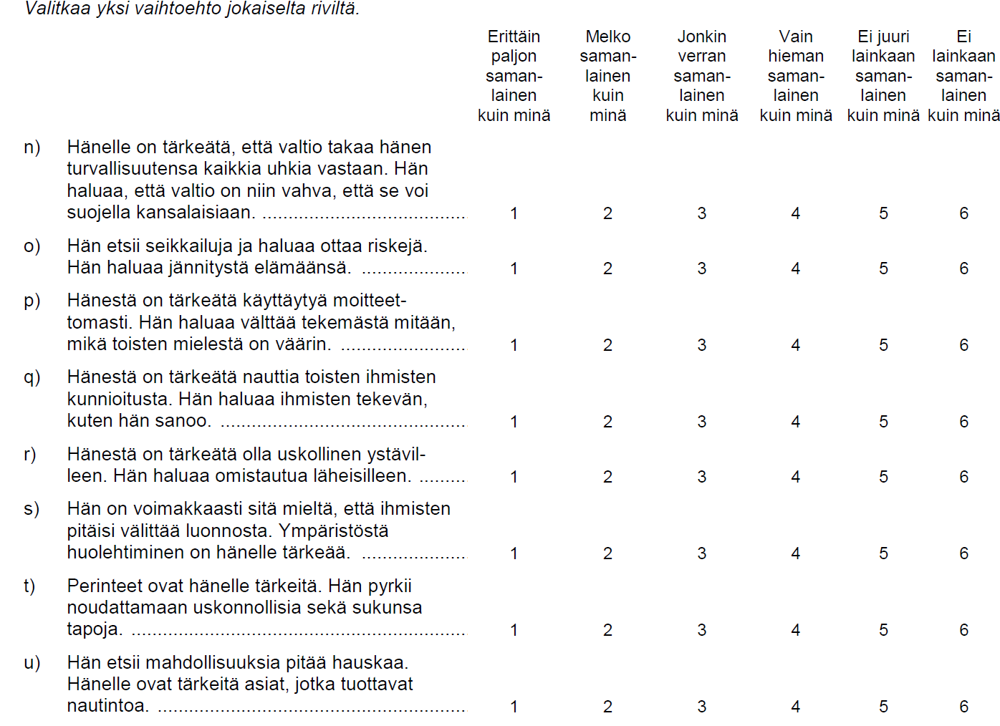 Valitkaa yksi vaihtoehto jokaiselta riviltä.
Erittäin paljon saman- lainen kuin minä
Melko saman- lainen kuin minä
Jonkin verran saman- lainen kuin minä
Vain hieman saman- lainen kuin minä
Ei juuri lainkaan saman- lainen kuin minä
Ei lainkaan saman- lainen kuin minä
n) Hänelle on tärkeätä, että valtio takaa hänen
turvallisuutensa kaikkia uhkia vastaan. Hän
haluaa, että valtio on niin vahva, että se voi
suojella kansalaisiaan. ....................................... 1 2 3 4 5 6
o) Hän etsii seikkailuja ja haluaa ottaa riskejä.
Hän haluaa jännitystä elämäänsä. .................... 1 2 3 4 5 6
p) Hänestä on tärkeätä käyttäytyä moitteet-
tomasti. Hän haluaa välttää tekemästä mitään,
mikä toisten mielestä on väärin. ........................ 1 2 3 4 5 6
q) Hänestä on tärkeätä nauttia toisten ihmisten
kunnioitusta. Hän haluaa ihmisten tekevän,
kuten hän sanoo. ............................................... 1 2 3 4 5 6
r) Hänestä on tärkeätä olla uskollinen ystävil-
leen. Hän haluaa omistautua läheisilleen. ......... 1 2 3 4 5 6
s) Hän on voimakkaasti sitä mieltä, että ihmisten
pitäisi välittää luonnosta. Ympäristöstä
huolehtiminen on hänelle tärkeää. .................... 1 2 3 4 5 6
t) Perinteet ovat hänelle tärkeitä. Hän pyrkii
noudattamaan uskonnollisia sekä sukunsa
tapoja. ................................................................ 1 2 3 4 5 6
u) Hän etsii mahdollisuuksia pitää hauskaa.
Hänelle ovat tärkeitä asiat, jotka tuottavat
nautintoa. ........................................................... 1 2 3 4 5 6